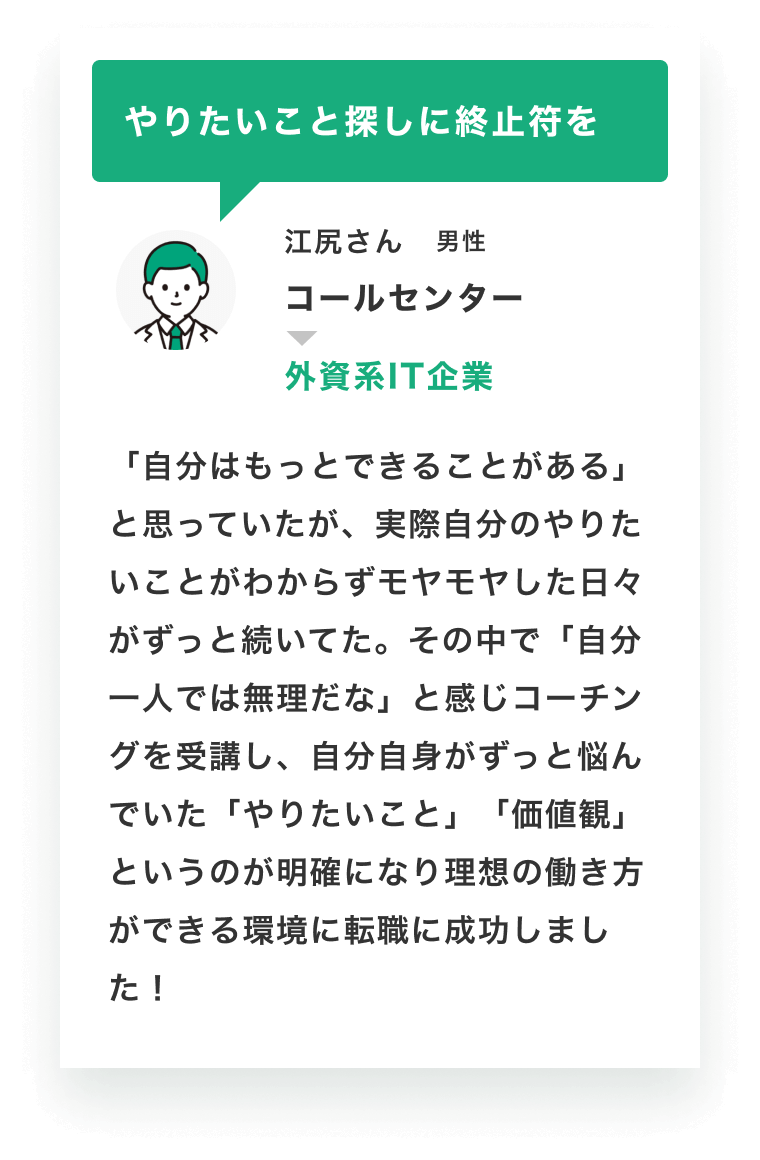 やりたいこと探しに終止符を
江尻さん 男性
コールセンター
外資系IT企業
「自分はもっとできることがある」
と思っていたが、実際自分のやりた
いことがわからずモヤモヤした日々
がずっと続いてた。その中で「自分
一人では無理だな」と感じコーチン
グを受講し、自分自身がずっと悩ん
でいた「やりたいこと」「価値観」
というのが明確になり理想の働き方
ができる環境に転職に成功しまし
た！